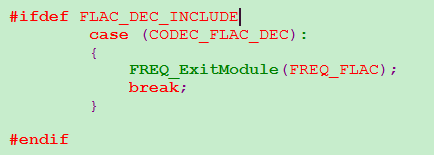 #ifdef FLAC_DEC_INCLUDE
case (CODEC_FLAC_DEC):
{
FREQ_ExitModule(FREQ_FLAC);
break;
}
#endif